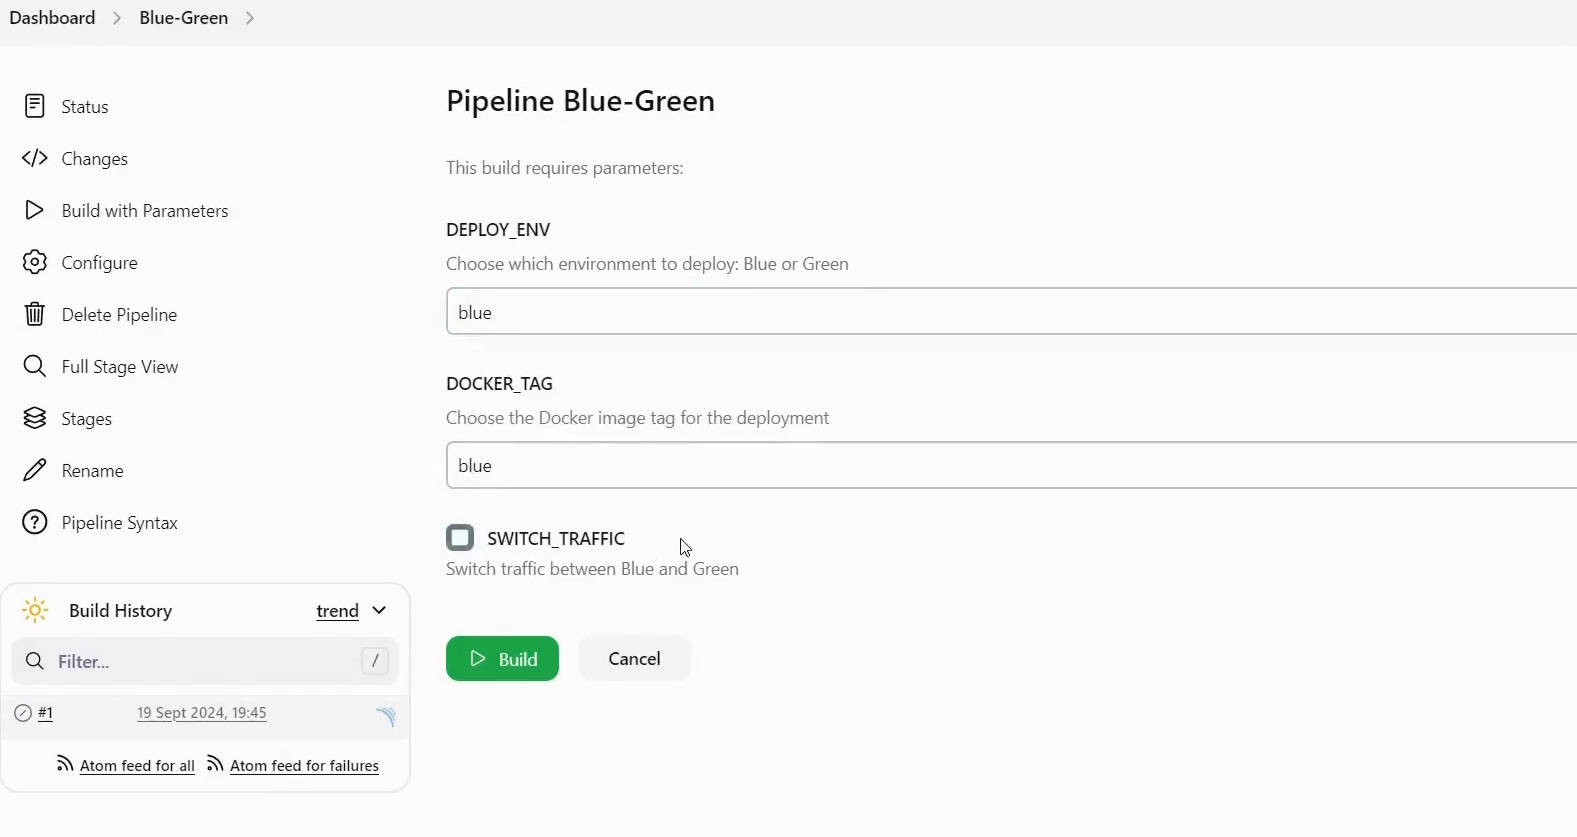 Dashboard > Blue-Green >
Status
Changes
Build with Parameters
Configure
Delete Pipeline
Full Stage View
Stages
Rename
Pipeline Syntax
Build History trend
Filter... /
#1 19 Sept 2024, 19:45
Atom feed for all Atom feed for failures
Pipeline Blue-Green
This build requires parameters:
DEPLOY_ENV
Choose which environment to deploy: Blue or Green
blue
DOCKER_TAG
Choose the Docker image tag for the deployment
blue
SWITCH_TRAFFIC
Switch traffic between Blue and Green
Build Cancel